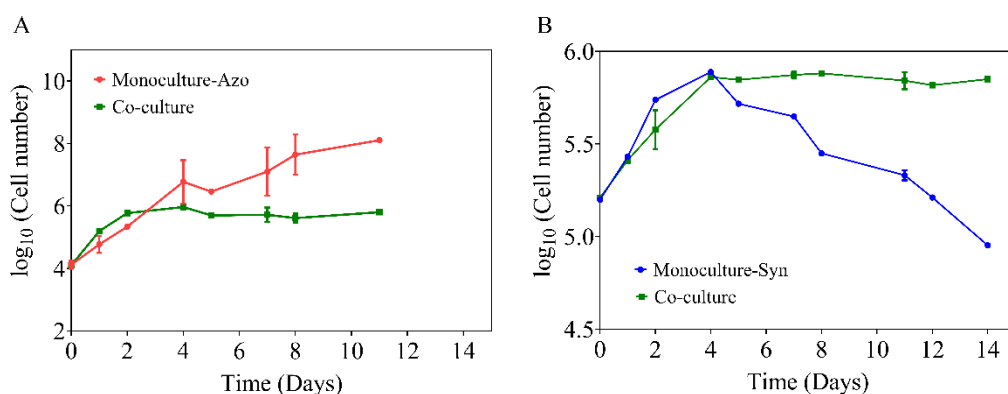 A
log₁₀ (Cell number)
10
8
6
4
2
Monoculture-Azo
Co-culture
0 2 4 6 8 10 12 14
Time (Days)
B
log₁₀ (Cell number)
6.0
5.5
5.0
4.5
Monoculture-Syn
Co-culture
0 2 4 6 8 10 12 14
Time (Days)